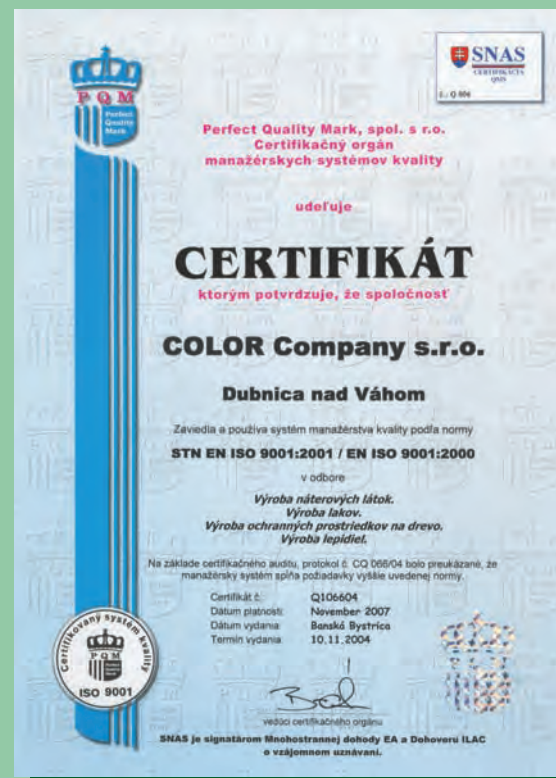 PQM
Perfect
Quality
Mark
SNAS
CERTIFIKÁCIA
QMS
Perfect Quality Mark, spol. s r.o.
Certifikačný orgán
manažérskych systémov kvality
udeľuje
CERTIFIKÁT
ktorým potvrdzuje, že spoločnosť
COLOR Company s.r.o.
Dubnica nad Váhom
Zaviedla a používa systém manažérstva kvality podľa normy
STN EN ISO 9001:2001 / EN ISO 9001:2000
v odbore
Výroba náterových látok.
Výroba lakov.
Výroba ochranných prostriedkov na drevo.
Výroba lepidiel.
Na základe certifikačného auditu, protokol č. CQ 066/04 bolo preukázané, že
manažérsky systém spĺňa požiadavky vyššie uvedenej normy.
Certifikát č.: Q106604
Dátum platnosti: November 2007
Dátum vydania: Banská Bystrica
Termín vydania: 10.11.2004
Certifikovaný systém kvality
PQM
ISO 9001
vedúci certifikačného orgánu
SNAS je signatárom Mnohostrannej dohody EA a Dohovoru ILAC
o vzájomnom uznávaní.